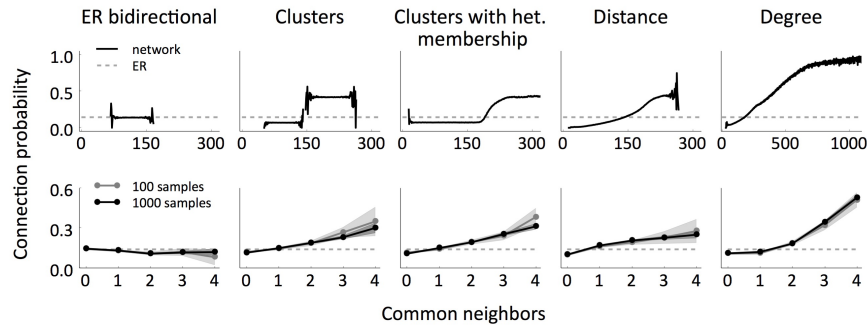 ER bidirectional
Clusters
Clusters with het.
membership
Distance
Degree
Connection probability
1.0
0.5
0.0
network
ER
0 150 300
0 150 300
0 150 300
0 150 300
0 500 1000
0.6
0.3
0.0
100 samples
1000 samples
0 1 2 3 4
0 1 2 3 4
0 1 2 3 4
0 1 2 3 4
0 1 2 3 4
Common neighbors